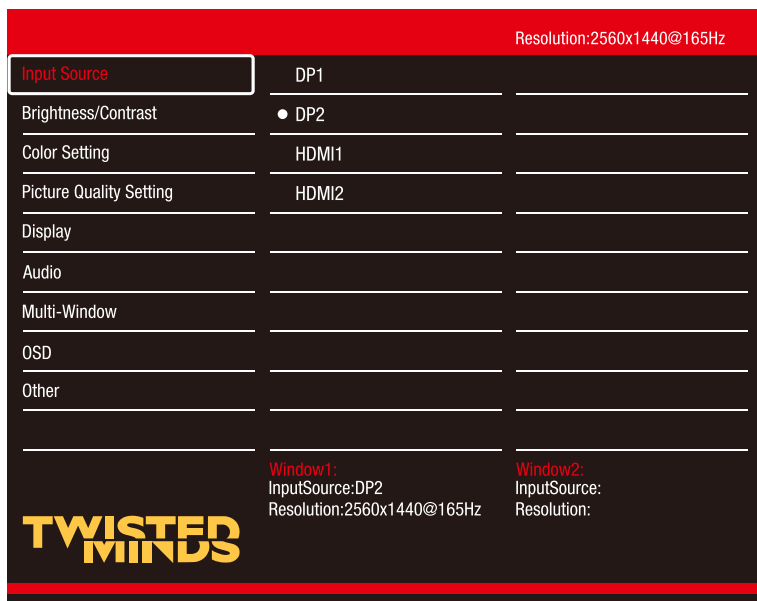 Resolution:2560x1440@165Hz
Input Source
DP1
Brightness/Contrast
DP2
Color Setting
HDMI1
Picture Quality Setting
HDMI2
Display
Audio
Multi-Window
OSD
Other
Window1:
InputSource:DP2
Resolution:2560x1440@165Hz
Window2:
InputSource:
Resolution:
TWISTED
MINDS